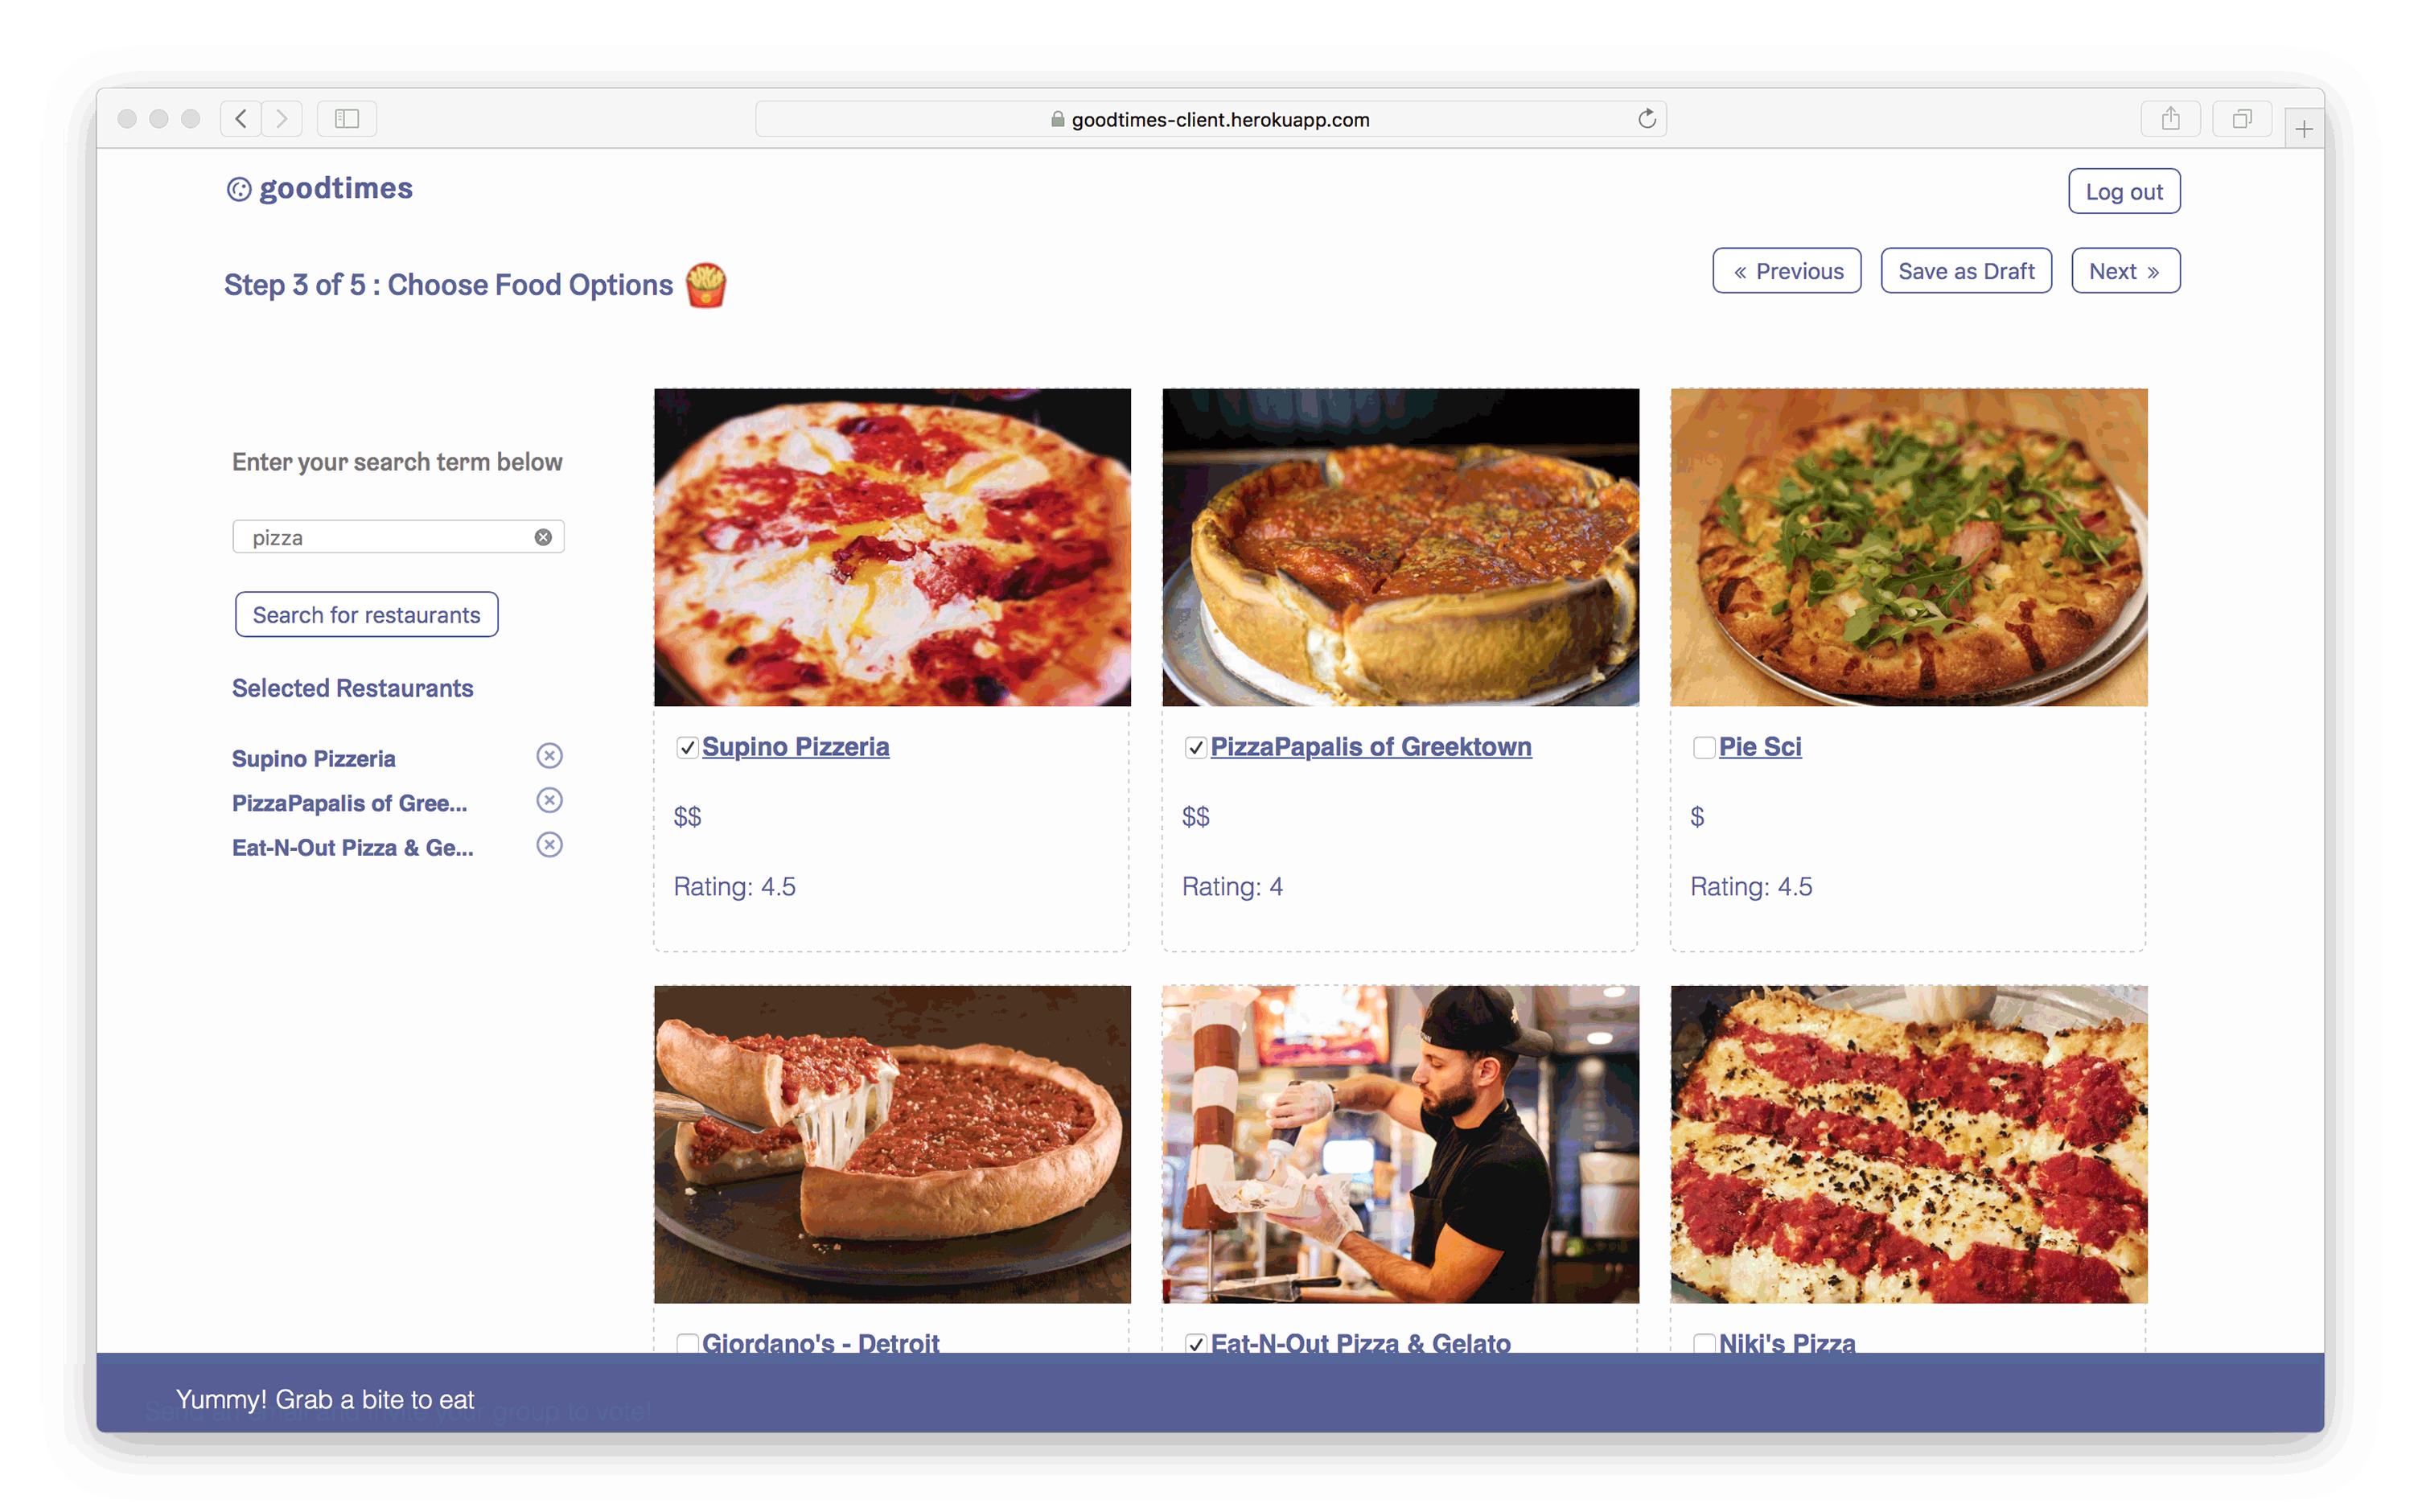 goodtimes-client.herokuapp.com
goodtimes
Log out
Step 3 of 5 : Choose Food Options
« Previous
Save as Draft
Next »
Enter your search term below
pizza
Search for restaurants
Selected Restaurants
Supino Pizzeria
PizzaPapalis of Gree...
Eat-N-Out Pizza & Ge...
Supino Pizzeria
$$
Rating: 4.5
PizzaPapalis of Greektown
$$
Rating: 4
Pie Sci
$
Rating: 4.5
Giordano's - Detroit
Eat-N-Out Pizza & Gelato
Niki's Pizza
Yummy! Grab a bite to eat
group to vote!